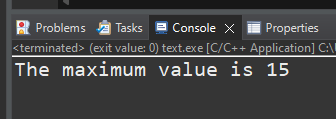 Problems Tasks Console Properties
<terminated> (exit value: 0) text.exe [C/C++ Application] C:\
The maximum value is 15